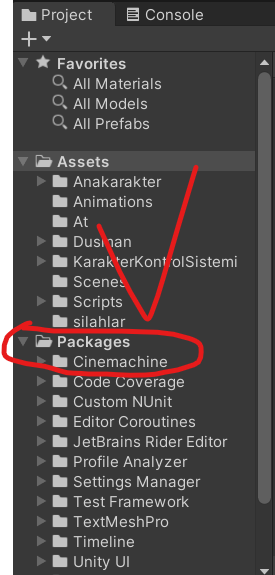 Project Console
Favorites
All Materials
All Models
All Prefabs
Assets
Anakarakter
Animations
At
Dusman
KarakterKontrolSistemi
Scenes
Scripts
silahlar
Packages
Cinemachine
Code Coverage
Custom NUnit
Editor Coroutines
JetBrains Rider Editor
Profile Analyzer
Settings Manager
Test Framework
TextMeshPro
Timeline
Unity UI